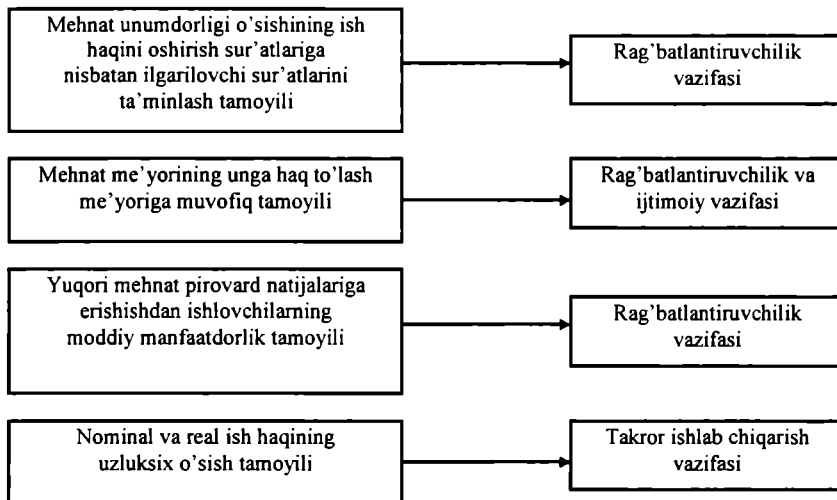 Mehnat unumdorligi o’sishining ish
haqini oshirish sur’atlariga
nisbatan ilgarilovchi sur’atlarini
ta’minlash tamoyili
Rag’batlantiruvchilik
vazifasi
Mehnat me’yorining unga haq to’lash
me’yoriga muvofiq tamoyili
Rag’batlantiruvchilik va
ijtimoiy vazifasi
Yuqori mehnat pirovard natijalariga
erishishdan ishlovchilarning
moddiy manfaatdorlik tamoyili
Rag’batlantiruvchilik
vazifasi
Nominal va real ish haqining
uzluksix o’sish tamoyili
Takror ishlab chiqarish
vazifasi